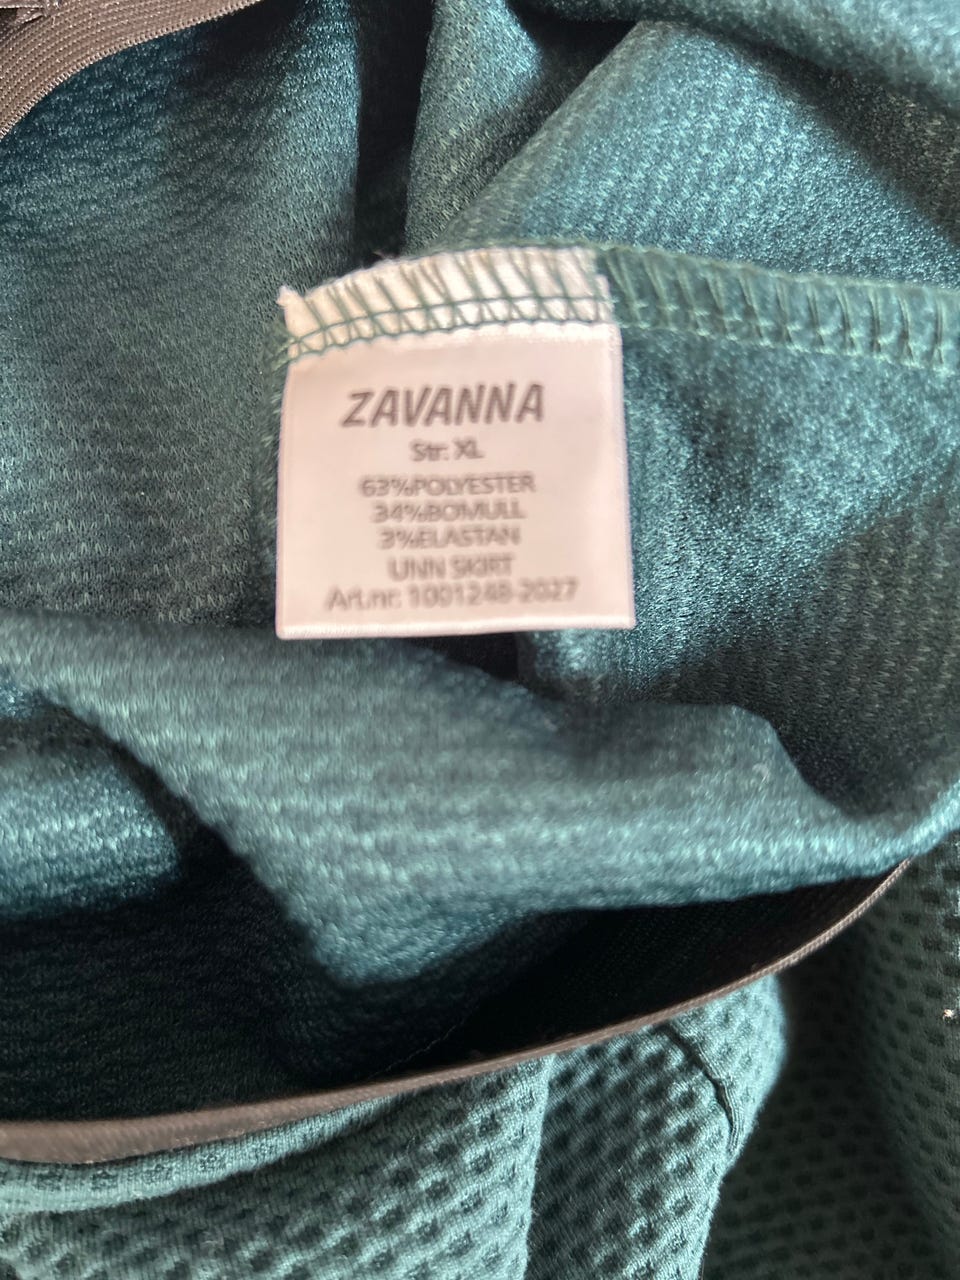 ZAVANNA
Str: XL
63%POLYESTER
34%BOMULL
3%ELASTAN
UNN SKIRT
Art.nr: 1001248-2027